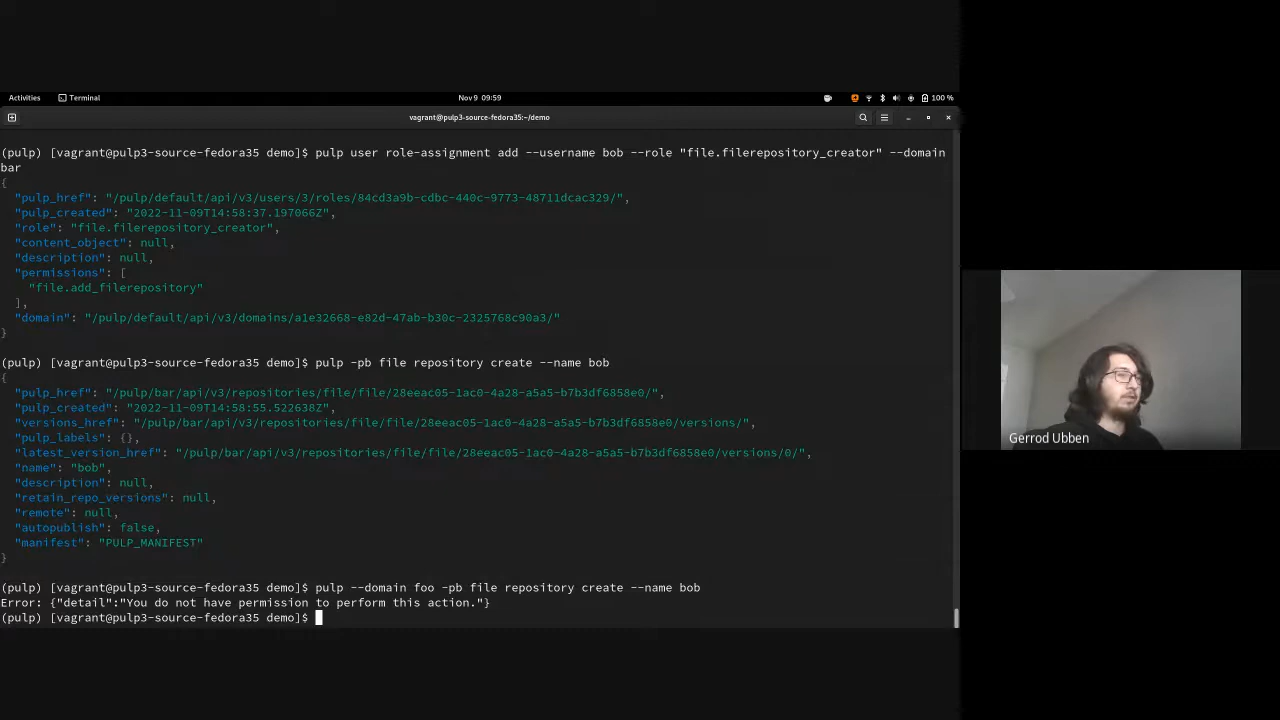 Activities Terminal Nov 9 09:59 100 %
vagrant@pulp3-source-fedora35:~/demo
(pulp) [vagrant@pulp3-source-fedora35 demo]$ pulp user role-assignment add --username bob --role "file.filerepository_creator" --domain
bar
{
"pulp_href": "/pulp/default/api/v3/users/3/roles/84cd3a9b-cdbc-440c-9773-48711dcac329/",
"pulp_created": "2022-11-09T14:58:37.197066Z",
"role": "file.filerepository_creator",
"content_object": null,
"description": null,
"permissions": [
"file.add_filerepository"
],
"domain": "/pulp/default/api/v3/domains/a1e32668-e82d-47ab-b30c-2325768c90a3/"
}
(pulp) [vagrant@pulp3-source-fedora35 demo]$ pulp -pb file repository create --name bob
{
"pulp_href": "/pulp/bar/api/v3/repositories/file/file/28eeac05-1ac0-4a28-a5a5-b7b3df6858e0/",
"pulp_created": "2022-11-09T14:58:55.522638Z",
"versions_href": "/pulp/bar/api/v3/repositories/file/file/28eeac05-1ac0-4a28-a5a5-b7b3df6858e0/versions/",
"pulp_labels": {},
"latest_version_href": "/pulp/bar/api/v3/repositories/file/file/28eeac05-1ac0-4a28-a5a5-b7b3df6858e0/versions/0/",
"name": "bob",
"description": null,
"retain_repo_versions": null,
"remote": null,
"autopublish": false,
"manifest": "PULP_MANIFEST"
}
(pulp) [vagrant@pulp3-source-fedora35 demo]$ pulp --domain foo -pb file repository create --name bob
Error: {"detail":"You do not have permission to perform this action."}
(pulp) [vagrant@pulp3-source-fedora35 demo]$
Gerrod Ubben